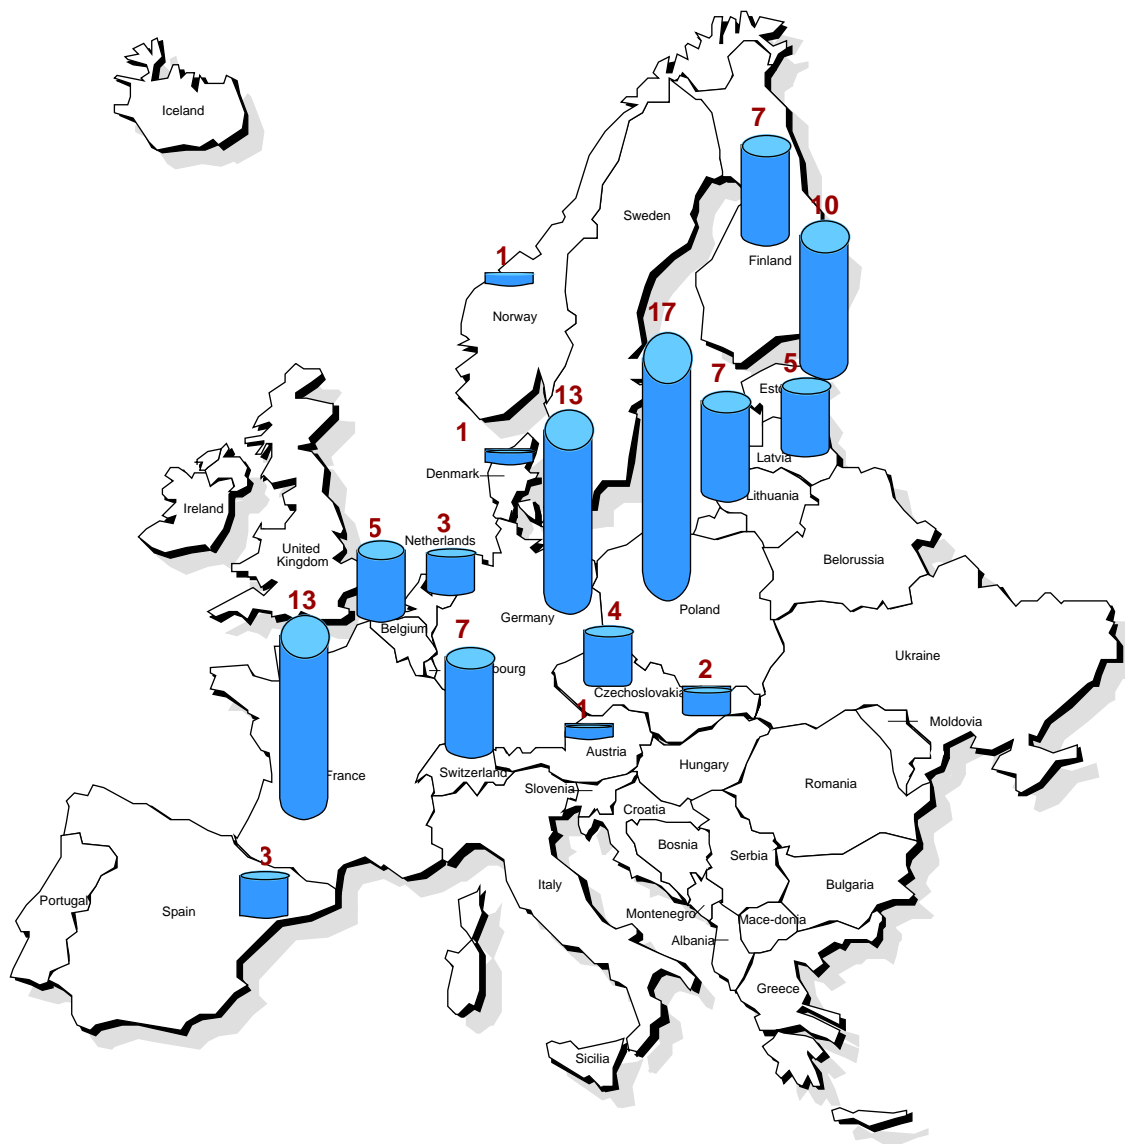 Iceland
7
Sweden
10
Finland
1
Norway
17
7
5
Esto
13
1
Latvia
Denmark
Lithuania
Ireland
5
3
Netherlands
United
Kingdom
Belorussia
13
Germany
Poland
4
Belgium
7
Ukraine
bourg
2
Czechoslovakia
1
Moldovia
Austria
Hungary
Switzerland
France
Slovenia
Romania
Croatia
Bosnia
Serbia
3
Italy
Bulgaria
Portugal
Spain
Montenegro
Mace-donia
Albania
Greece
Sicilia